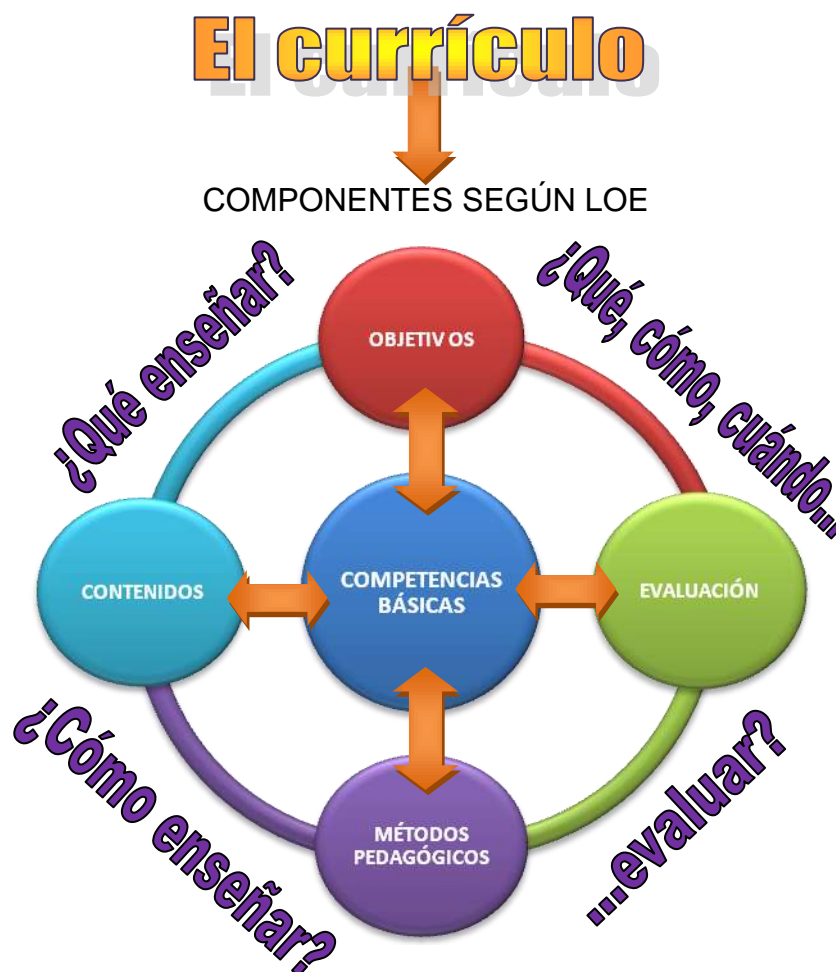 El currículo
COMPONENTES SEGÚN LOE
¿Qué enseñar?
¿Qué, cómo, cuándo...
OBJETIV OS
CONTENIDOS
COMPETENCIAS
BÁSICAS
EVALUACIÓN
¿Cómo enseñar?
...evaluar?
MÉTODOS
PEDAGÓGICOS